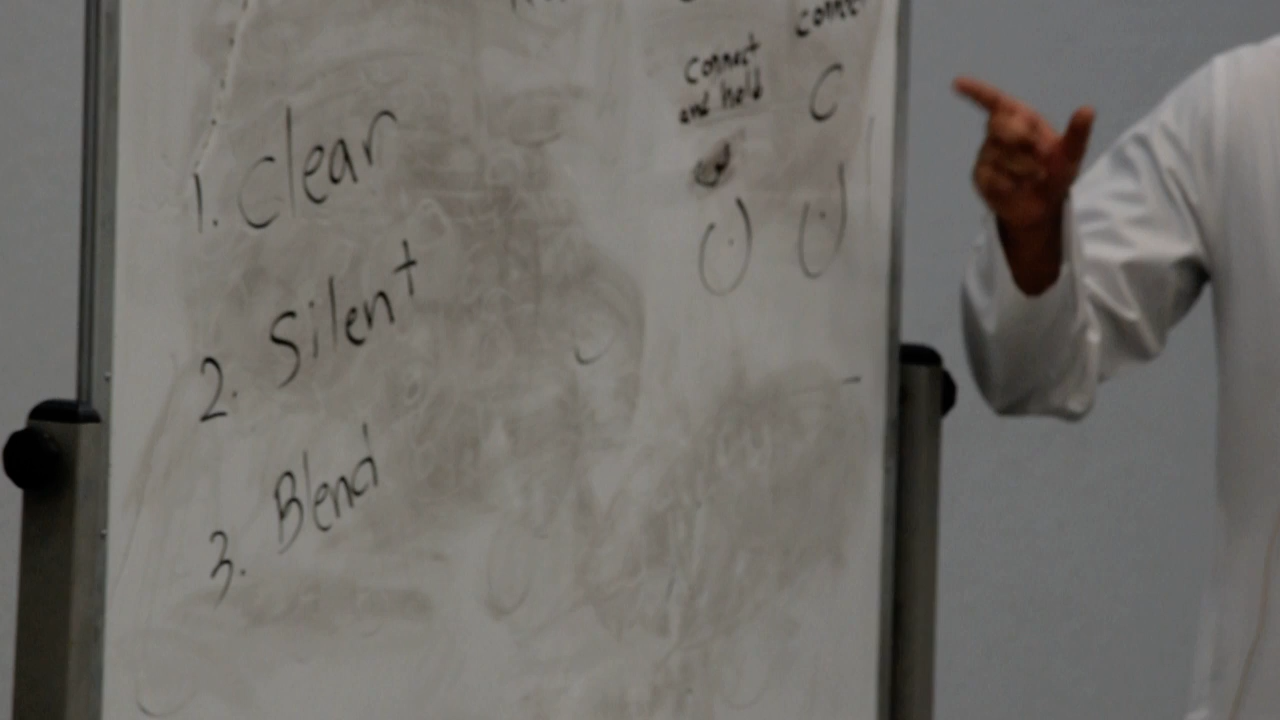 connect
connect
and hold
C
1. Clear
2. Silent
3. Blend
ن ن